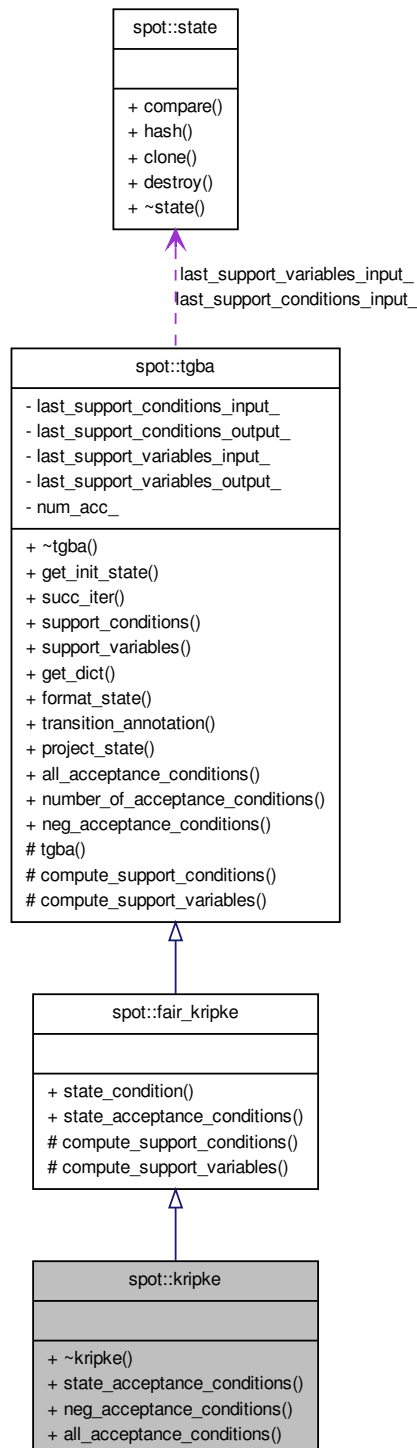 spot::state
+ compare()
+ hash()
+ clone()
+ destroy()
+ ~state()
last_support_variables_input_
last_support_conditions_input_
spot::tgba
- last_support_conditions_input_
- last_support_conditions_output_
- last_support_variables_input_
- last_support_variables_output_
- num_acc_
+ ~tgba()
+ get_init_state()
+ succ_iter()
+ support_conditions()
+ support_variables()
+ get_dict()
+ format_state()
+ transition_annotation()
+ project_state()
+ all_acceptance_conditions()
+ number_of_acceptance_conditions()
+ neg_acceptance_conditions()
# tgba()
# compute_support_conditions()
# compute_support_variables()
spot::fair_kripke
+ state_condition()
+ state_acceptance_conditions()
# compute_support_conditions()
# compute_support_variables()
spot::kripke
+ ~kripke()
+ state_acceptance_conditions()
+ neg_acceptance_conditions()
+ all_acceptance_conditions()